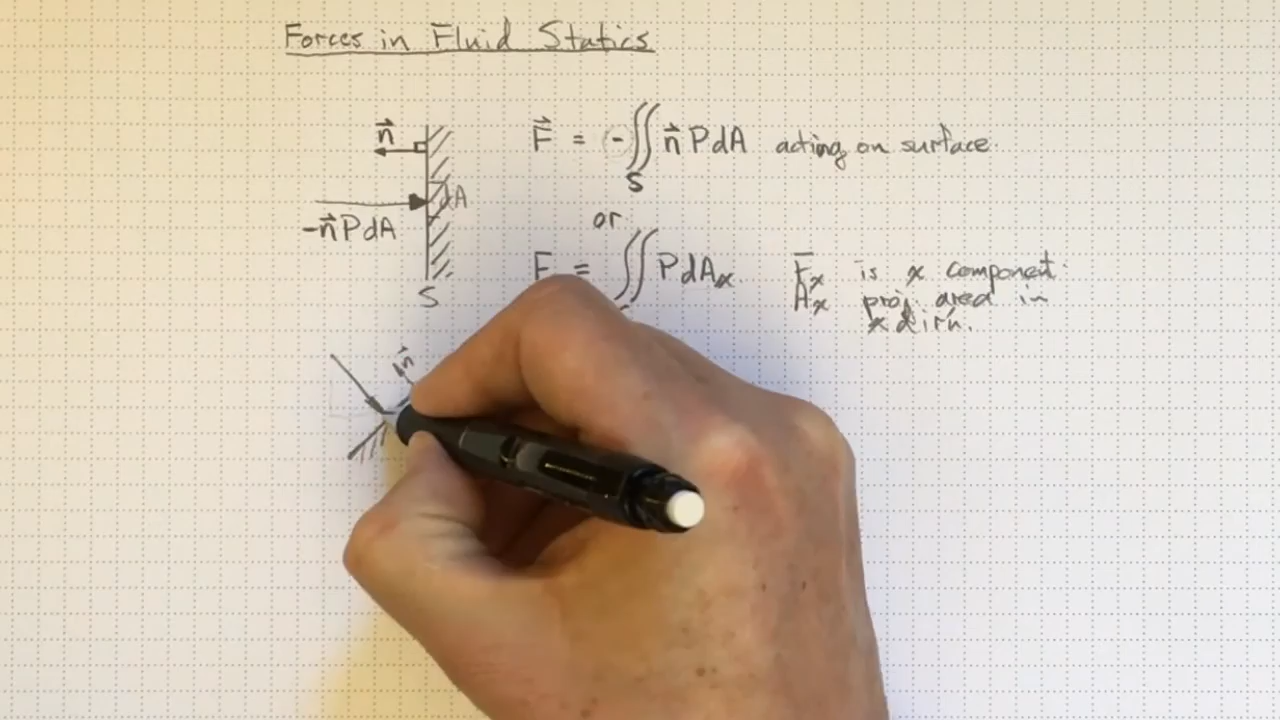 Forces in Fluid Statics
n⃗
F⃗ = -∬ n⃗ P dA acting on surface.
S
dA
-n⃗ P dA
or
F = ∬ P dAₓ
Fₓ is x component.
Aₓ proj. area in
x dirn.
S
n⃗